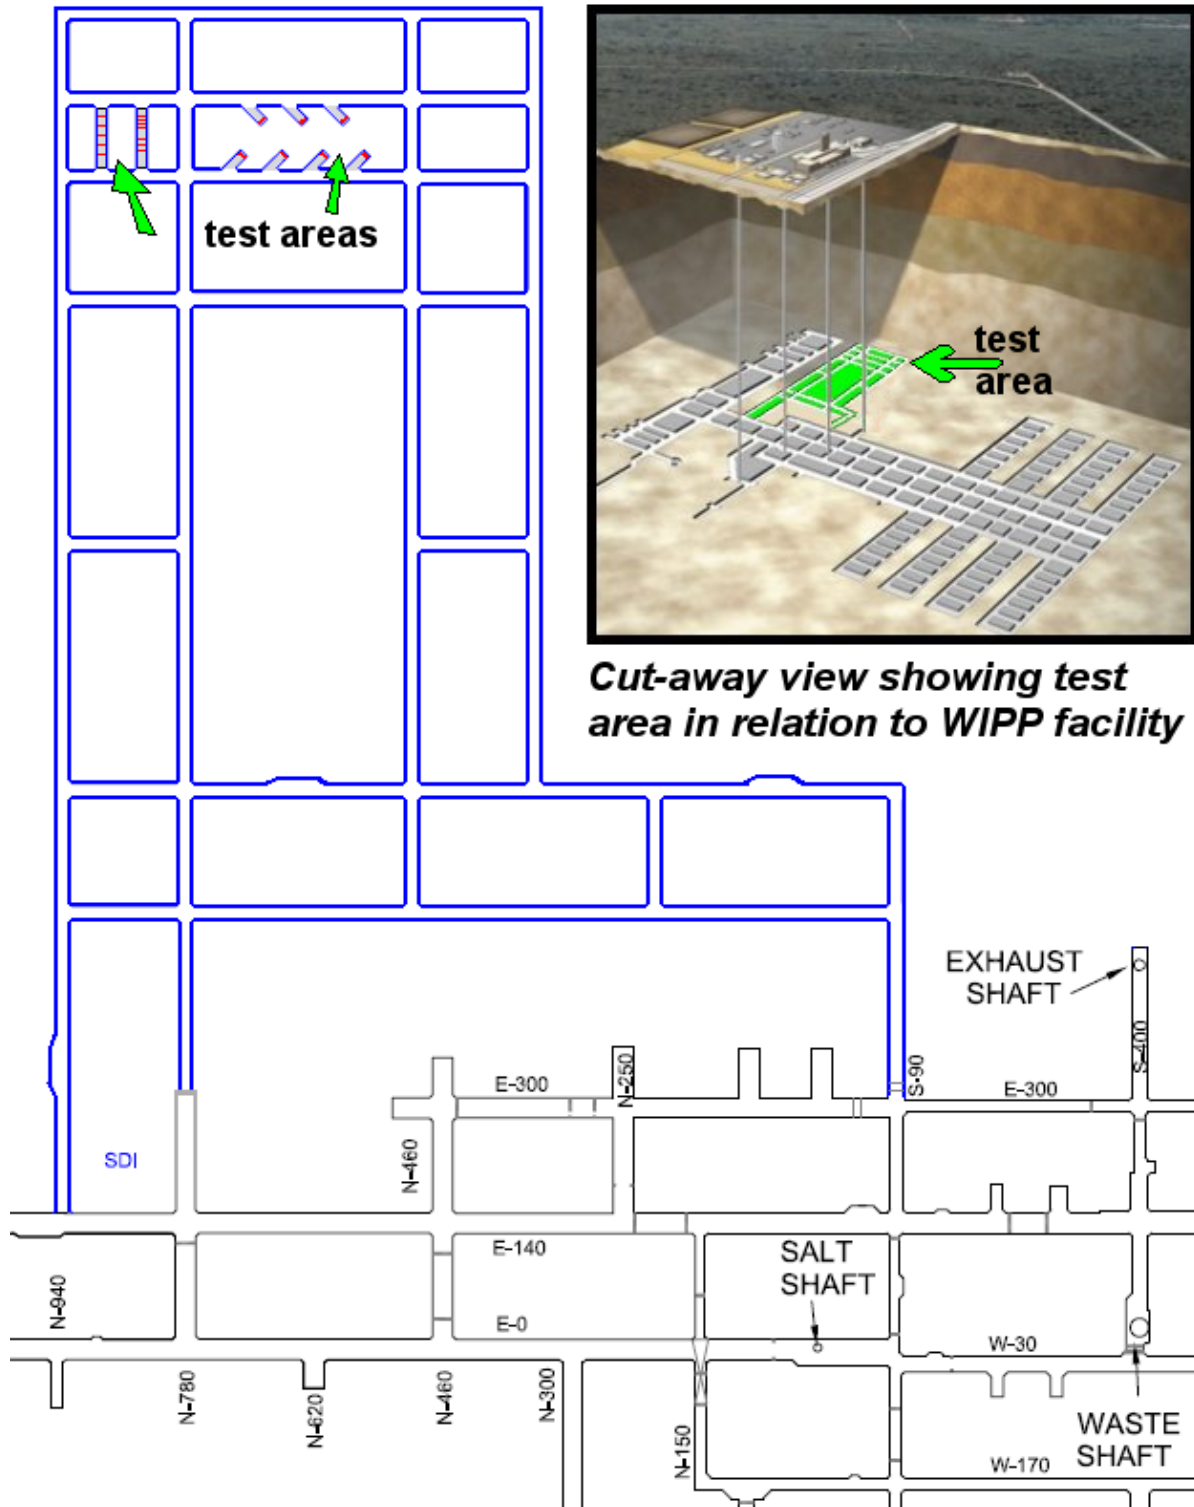 test areas
test
area
Cut-away view showing test
area in relation to WIPP facility
EXHAUST
SHAFT
S-400
S-90
N-250
E-300
E-300
N-460
SDI
E-140
SALT
SHAFT
N-940
E-0
W-30
N-780
N-620
N-460
N-300
N-150
WASTE
SHAFT
W-170